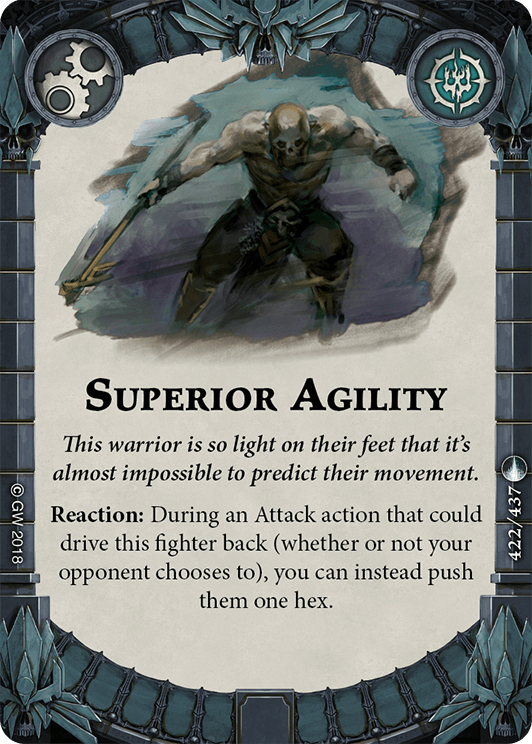 SUPERIOR AGILITY
This warrior is so light on their feet that it's
almost impossible to predict their movement.
Reaction: During an Attack action that could
drive this fighter back (whether or not your
opponent chooses to), you can instead push
them one hex.
© GW 2018
422/437